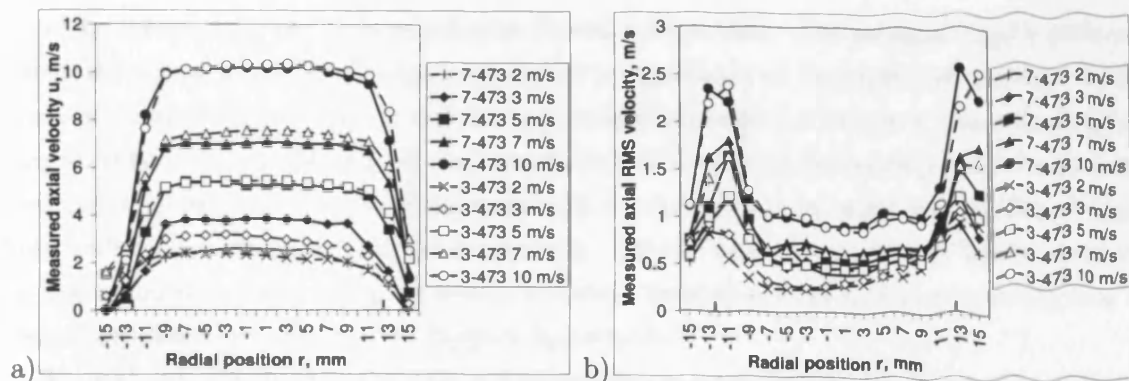 Measured axial velocity u, m/s
12
10
8
6
4
2
0
-15
-13
-11
-9
-7
-5
-3
-1
1
3
5
7
9
11
13
15
Radial position r, mm
7-473 2 m/s
7-473 3 m/s
7-473 5 m/s
7-473 7 m/s
7-473 10 m/s
3-473 2 m/s
3-473 3 m/s
3-473 5 m/s
3-473 7 m/s
3-473 10 m/s
a)
Measured axial RMS velocity, m/s
3
2.5
2
1.5
1
0.5
0
-15
-13
-11
-9
-7
-5
-3
-1
1
3
5
7
9
11
13
15
Radial position r, mm
7-473 2 m/s
7-473 3 m/s
7-473 5 m/s
7-473 7 m/s
7-473 10 m/s
3-473 2 m/s
3-473 3 m/s
3-473 5 m/s
3-473 7 m/s
3-473 10 m/s
b)